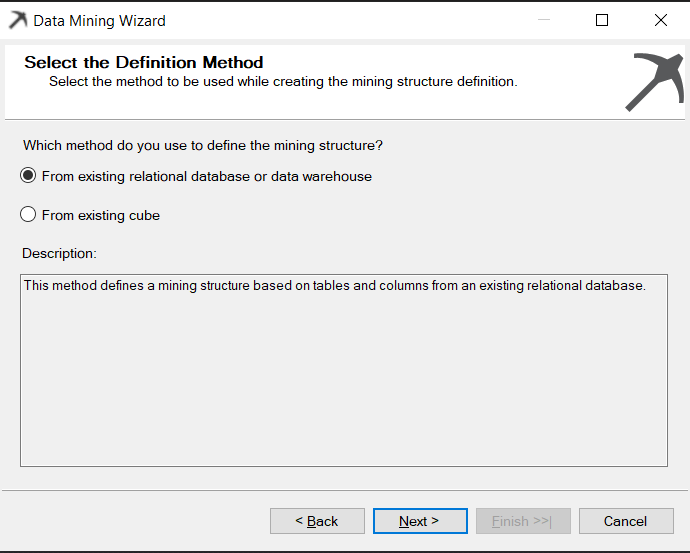 Data Mining Wizard
Select the Definition Method
Select the method to be used while creating the mining structure definition.
Which method do you use to define the mining structure?
From existing relational database or data warehouse
From existing cube
Description:
This method defines a mining structure based on tables and columns from an existing relational database.
< Back Next > Finish >>| Cancel